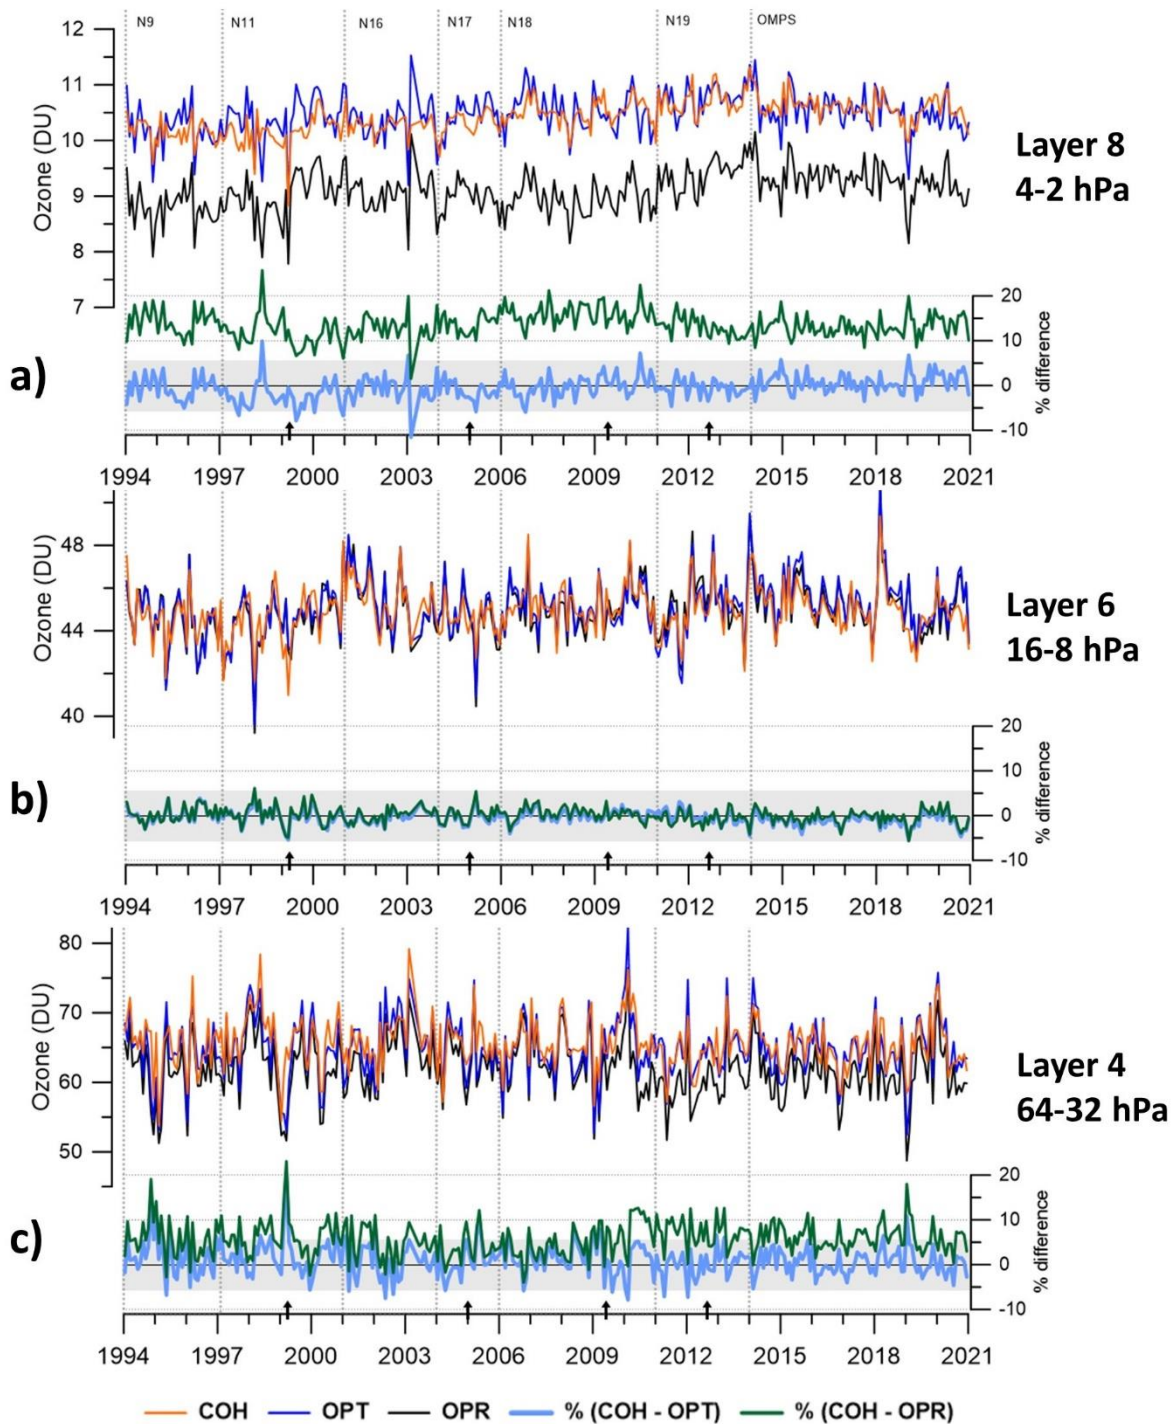 N9 N11 N16 N17 N18 N19 OMPS
12
11
10
9
8
7
Ozone (DU)
Layer 8
4-2 hPa
20
10
0
-10
% difference
a)
1994 1997 2000 2003 2006 2009 2012 2015 2018 2021
48
44
40
Ozone (DU)
Layer 6
16-8 hPa
20
10
0
-10
% difference
b)
1994 1997 2000 2003 2006 2009 2012 2015 2018 2021
80
70
60
50
Ozone (DU)
Layer 4
64-32 hPa
20
10
0
-10
% difference
c)
1994 1997 2000 2003 2006 2009 2012 2015 2018 2021
COH OPT OPR % (COH - OPT) % (COH - OPR)